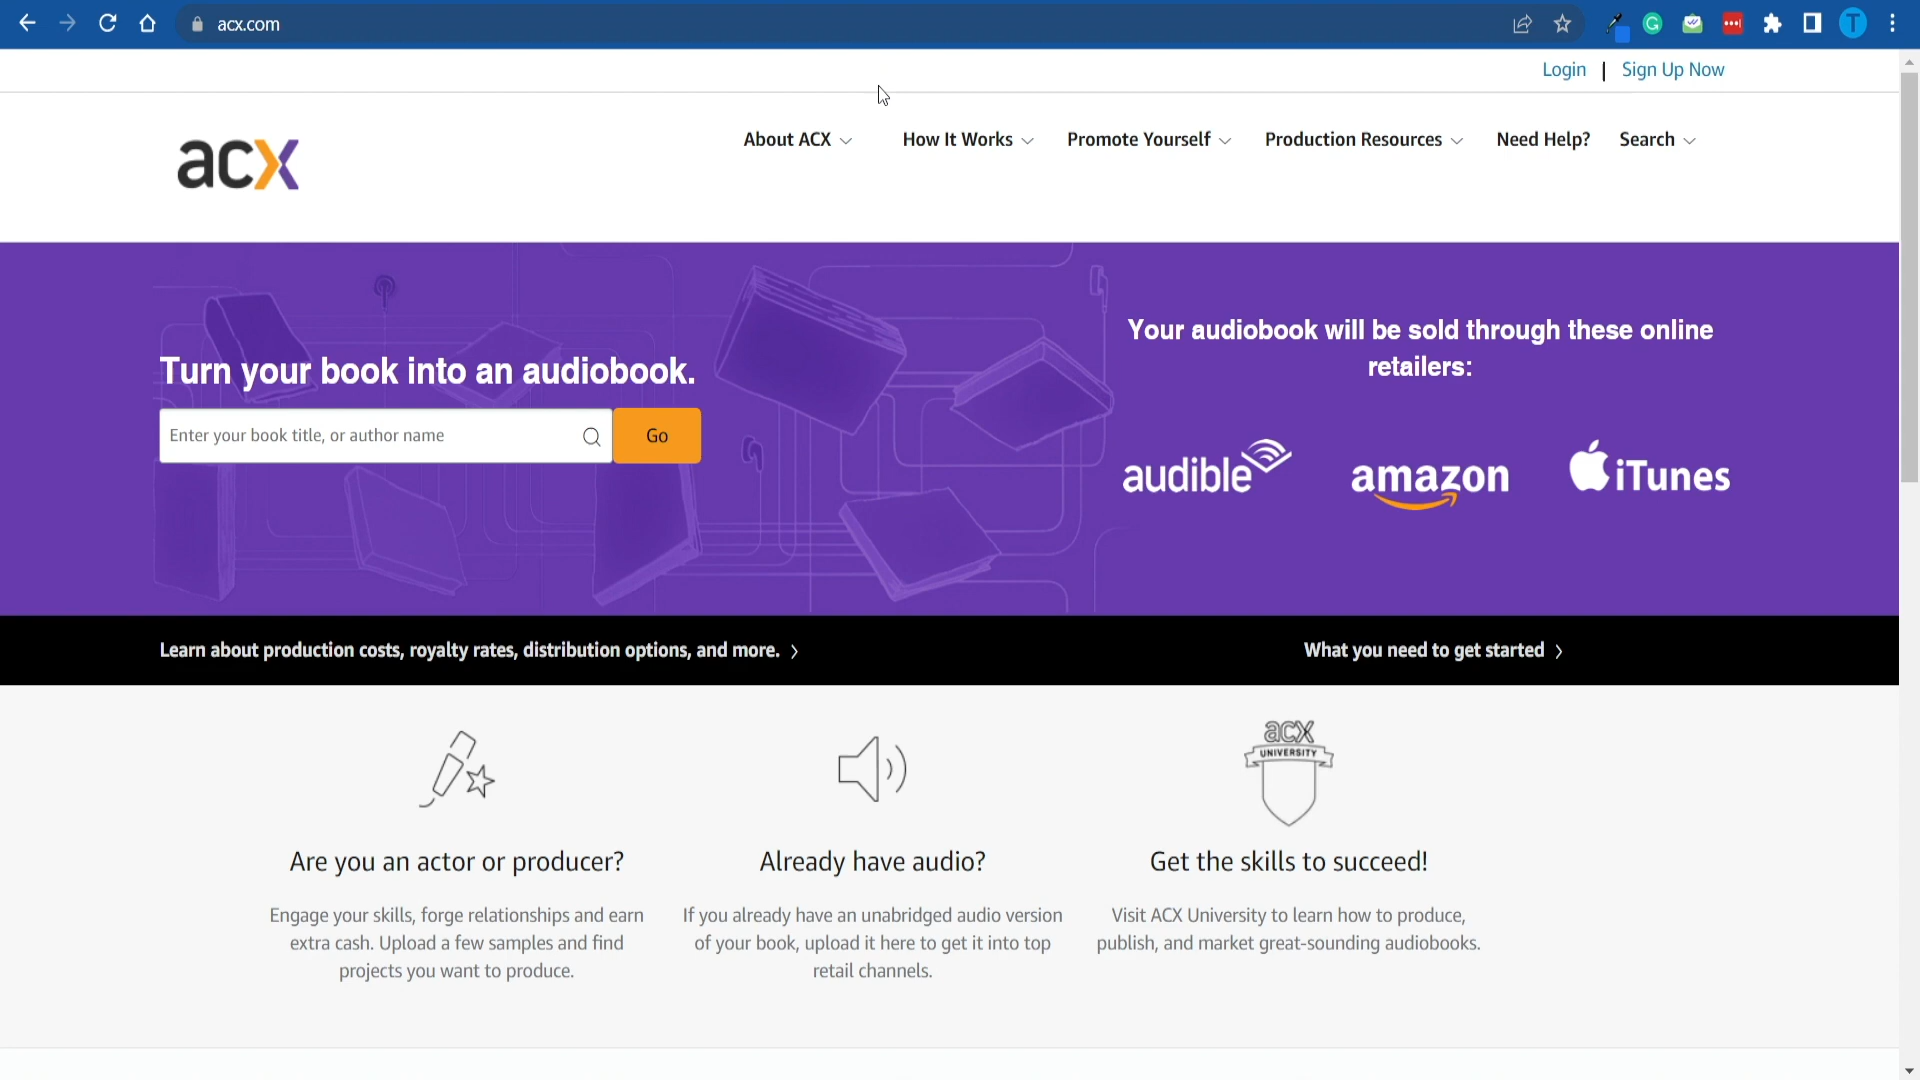 acx.com
T
Login | Sign Up Now
acx
About ACX
How It Works
Promote Yourself
Production Resources
Need Help?
Search
Turn your book into an audiobook.
Enter your book title, or author name
Go
Your audiobook will be sold through these online
retailers:
audible
amazon
iTunes
Learn about production costs, royalty rates, distribution options, and more. >
What you need to get started >
acx
UNIVERSITY
Are you an actor or producer?
Engage your skills, forge relationships and earn
extra cash. Upload a few samples and find
projects you want to produce.
Already have audio?
If you already have an unabridged audio version
of your book, upload it here to get it into top
retail channels.
Get the skills to succeed!
Visit ACX University to learn how to produce,
publish, and market great-sounding audiobooks.